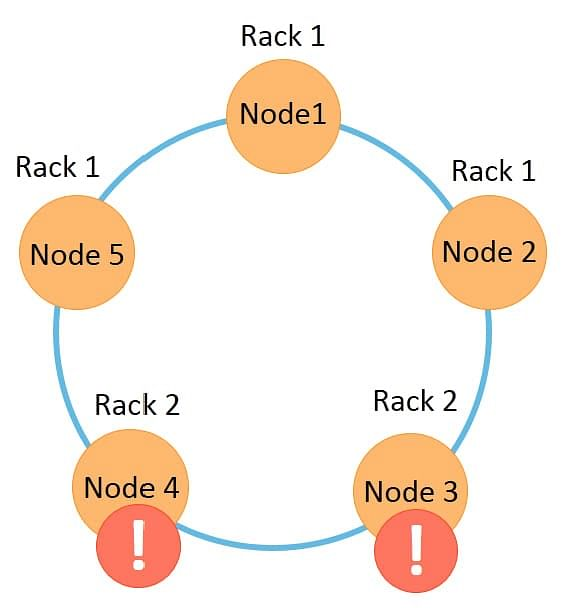 Rack 1
Node1
Rack 1
Node 5
Rack 1
Node 2
Rack 2
Node 4
!
Rack 2
Node 3
!